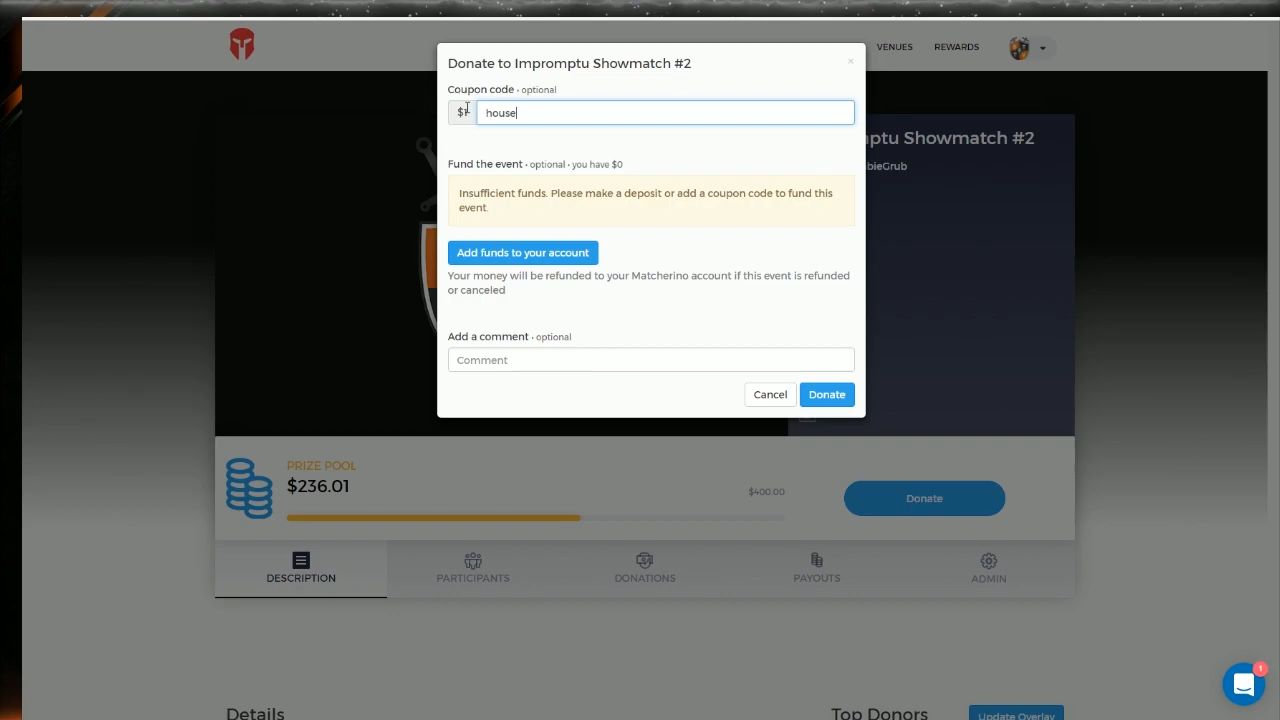 VENUES
REWARDS
Donate to Impromptu Showmatch #2
×
Coupon code • optional
house
Fund the event • optional • you have $0
Insufficient funds. Please make a deposit or add a coupon code to fund this
event.
Add funds to your account
Your money will be refunded to your Matcherino account if this event is refunded
or canceled
Add a comment • optional
Comment
Cancel
Donate
Showmatch #2
PRIZE POOL
$236.01
$400.00
Donate
DESCRIPTION
PARTICIPANTS
DONATIONS
PAYOUTS
ADMIN
1
Details
Top Donors
Update Overlay